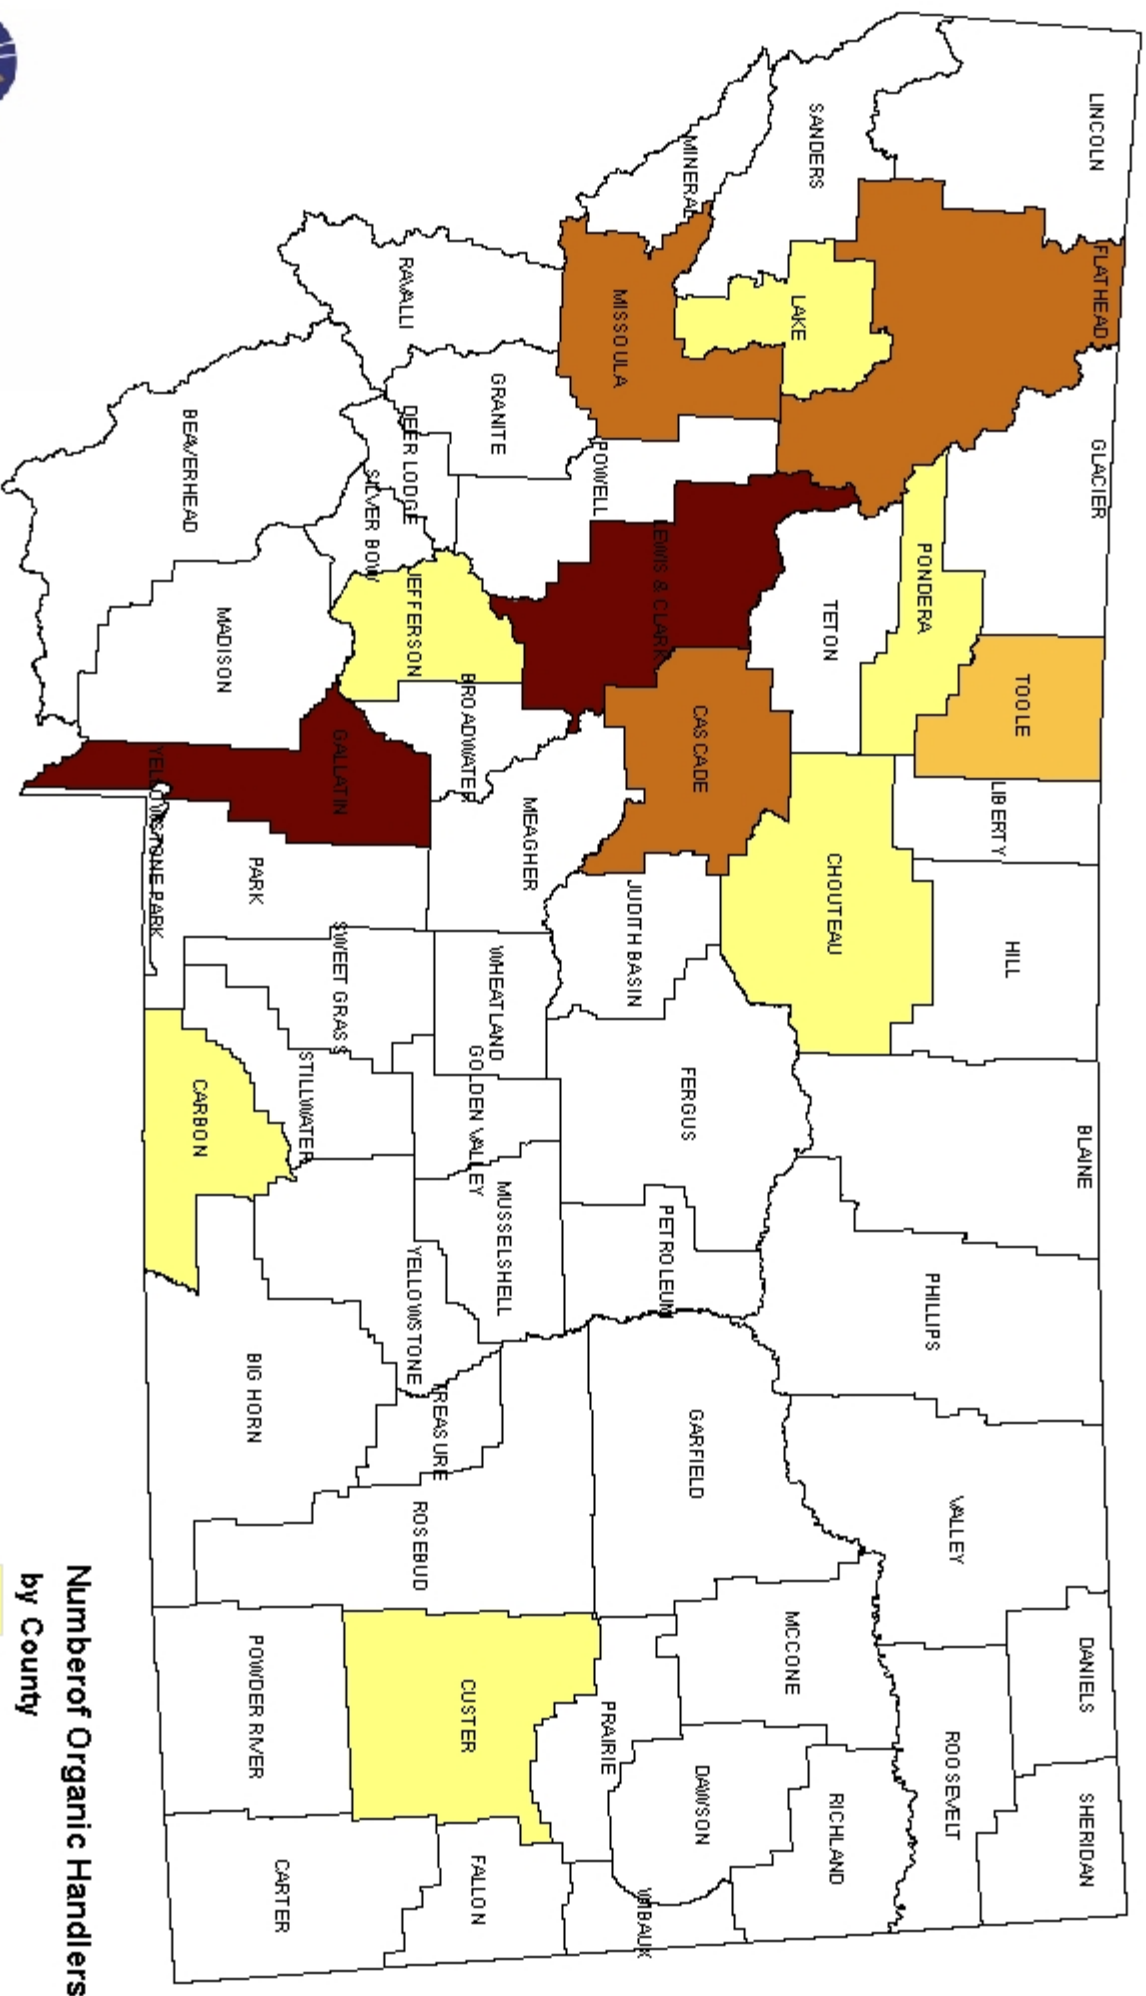 LINCOLN
FLATHEAD
GLACIER
TOOLE
LIBERTY
HILL
BLAINE
PHILLIPS
VALLEY
DANIELS
SHERIDAN
ROOSEVELT
SANDERS
LAKE
PONDERA
TETON
CHOUTEAU
MCCONE
RICHLAND
MINERAL
MISSOULA
POWELL
LEWIS & CLARK
CASCADE
JUDITH BASIN
FERGUS
PETROLEUM
GARFIELD
DAWSON
PRAIRIE
WIBAUX
RAVALLI
GRANITE
DEER LODGE
SILVER BOW
JEFFERSON
BROADWATER
MEAGHER
WHEATLAND
GOLDEN VALLEY
MUSSELSHELL
YELLOWSTONE
TREASURE
ROSEBUD
CUSTER
FALLON
BEAVERHEAD
MADISON
GALLATIN
PARK
SWEET GRASS
STILLWATER
CARBON
BIG HORN
POWDER RIVER
CARTER
YELLOWSTONE PARK
Numberof Organic Handlers
by County